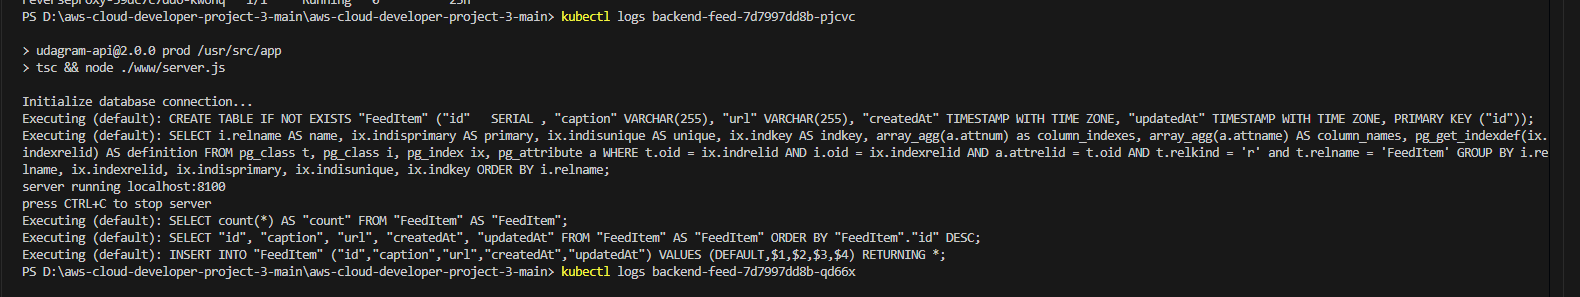 PS D:\aws-cloud-developer-project-3-main\aws-cloud-developer-project-3-main> kubectl logs backend-feed-7d7997dd8b-pjcvc
> udagram-api@2.0.0 prod /usr/src/app
> tsc && node ./www/server.js
Initialize database connection...
Executing (default): CREATE TABLE IF NOT EXISTS "FeedItem" ("id"   SERIAL , "caption" VARCHAR(255), "url" VARCHAR(255), "createdAt" TIMESTAMP WITH TIME ZONE, "updatedAt" TIMESTAMP WITH TIME ZONE, PRIMARY KEY ("id"));
Executing (default): SELECT i.relname AS name, ix.indisprimary AS primary, ix.indisunique AS unique, ix.indkey AS indkey, array_agg(a.attnum) as column_indexes, array_agg(a.attname) AS column_names, pg_get_indexdef(ix.
indexrelid) AS definition FROM pg_class t, pg_class i, pg_index ix, pg_attribute a WHERE t.oid = ix.indrelid AND i.oid = ix.indexrelid AND a.attrelid = t.oid AND t.relkind = 'r' and t.relname = 'FeedItem' GROUP BY i.re
lname, ix.indexrelid, ix.indisprimary, ix.indisunique, ix.indkey ORDER BY i.relname;
server running localhost:8100
press CTRL+C to stop server
Executing (default): SELECT count(*) AS "count" FROM "FeedItem" AS "FeedItem";
Executing (default): SELECT "id", "caption", "url", "createdAt", "updatedAt" FROM "FeedItem" AS "FeedItem" ORDER BY "FeedItem"."id" DESC;
Executing (default): INSERT INTO "FeedItem" ("id","caption","url","createdAt","updatedAt") VALUES (DEFAULT,$1,$2,$3,$4) RETURNING *;
PS D:\aws-cloud-developer-project-3-main\aws-cloud-developer-project-3-main> kubectl logs backend-feed-7d7997dd8b-qd66x